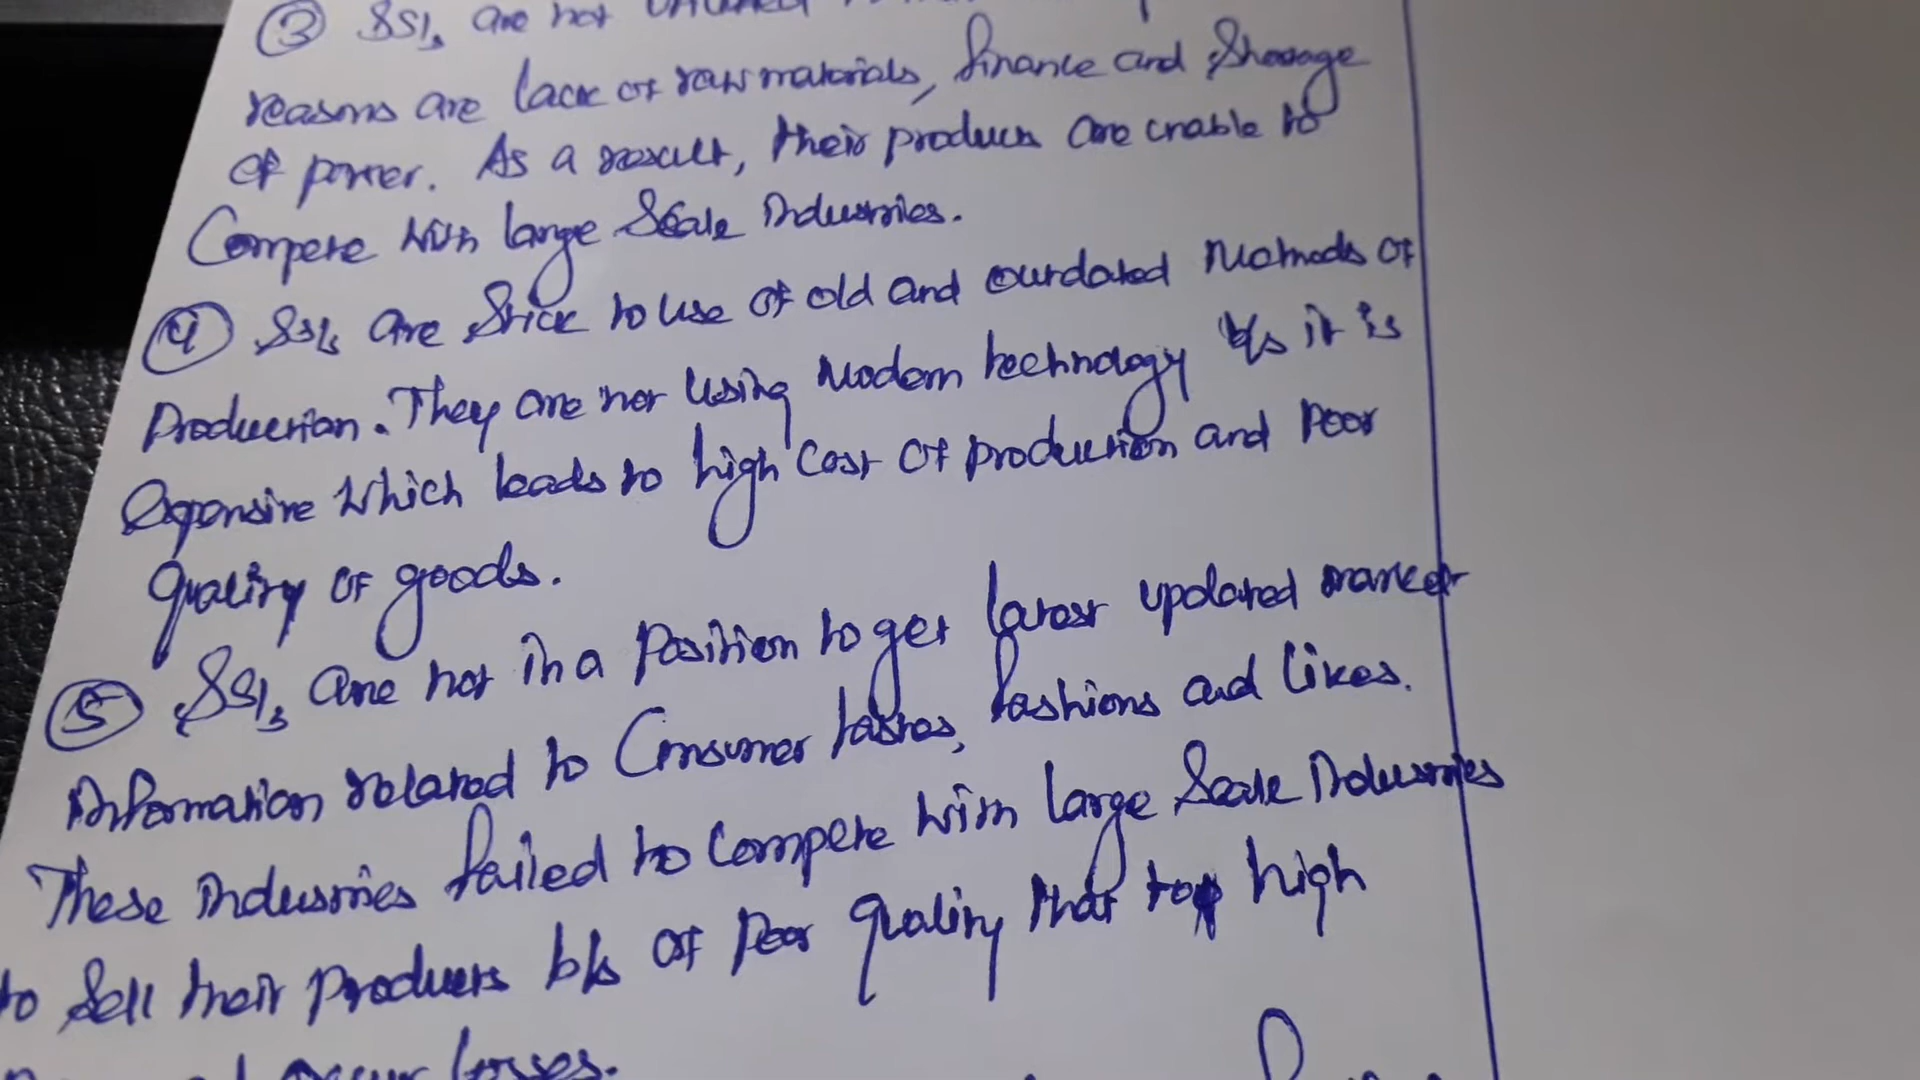 ③ SSIs are not
reasons are lack of raw materials, finance and Shoage
of power. As a result, their products are unable to
Compete with large Scale Industries.
④ SSIs are Stick to use of old and outdated Methods of
Production. They are not Using Modern technology b/s it is
Expensive which leads to high Cost of production and Poor
Quality of goods.
⑤ SSIs are not in a Position to get latest updated market
Information related to Consumer tastes, fashions and likes.
These industries failed to compete with large Scale Industries
to Sell their products b/s of Poor quality that too high
occur losses.